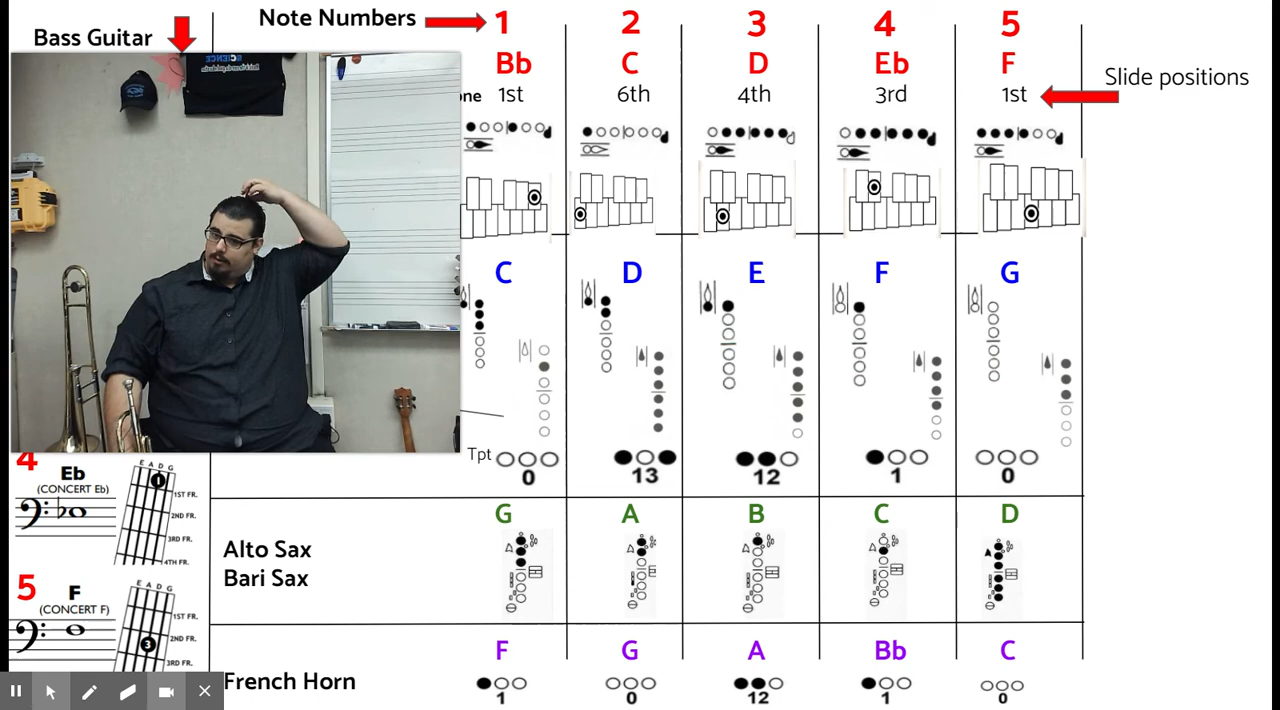 Note Numbers 1 2 3 4 5
Bass Guitar
Bb C D Eb F
Slide positions
one 1st 6th 4th 3rd 1st
SCIENCE
C D E F G
Tpt
0 13 12 1 0
4
Eb
(CONCERT Eb)
E A D G
1
1ST FR.
2ND FR.
3RD FR.
4TH FR.
G A B C D
Alto Sax
Bari Sax
5
F
(CONCERT F)
E A D G
1ST FR.
2ND FR.
3
3RD FR.
F G A Bb C
French Horn
1 0 12 1 0